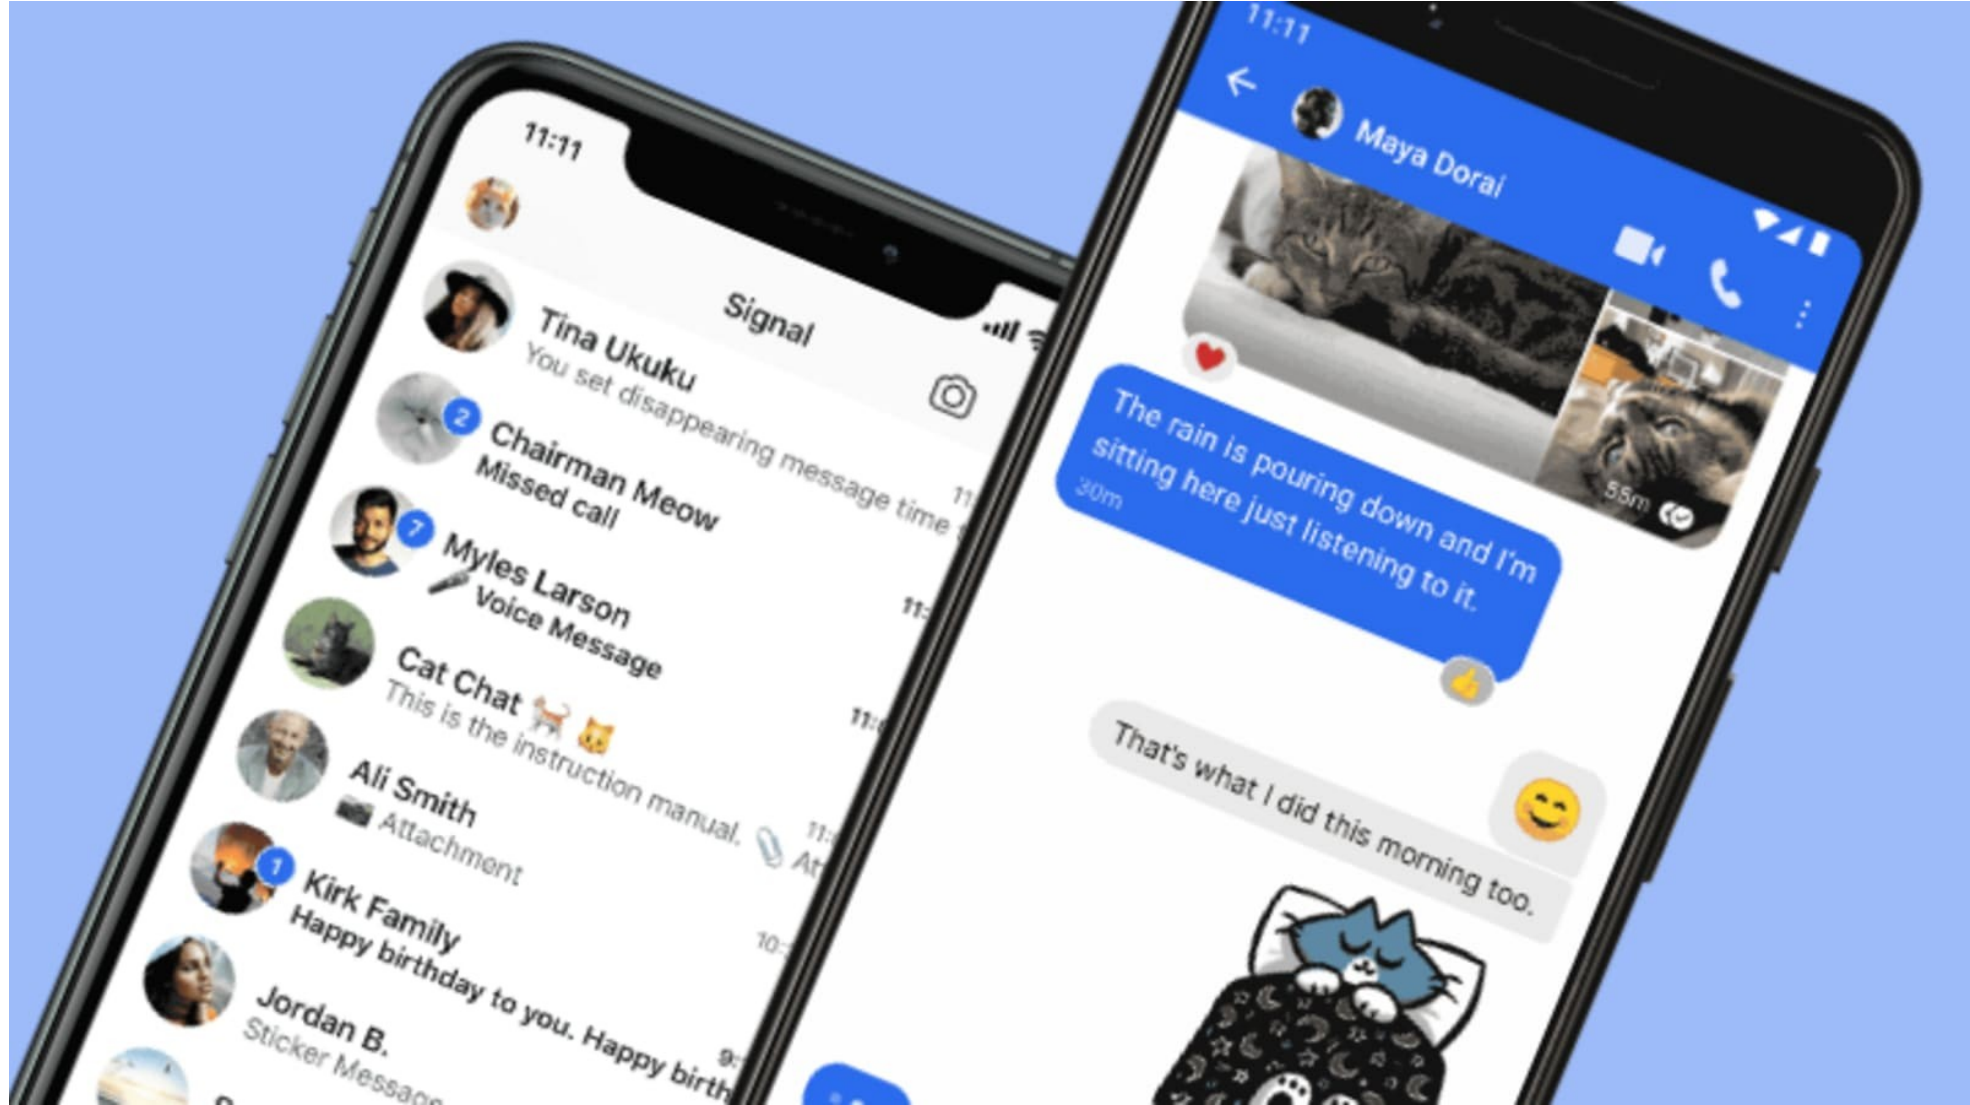 11:11
Signal
Tina Ukuku
You set disappearing message time
2
Chairman Meow
Missed call
7
Myles Larson
Voice Message
Cat Chat
This is the instruction manual.
Ali Smith
Attachment
1
Kirk Family
Happy birthday to you. Happy birth
Jordan B.
Sticker Message
11:11
Maya Dorai
55m
The rain is pouring down and I'm
sitting here just listening to it.
30m
That's what I did this morning too.